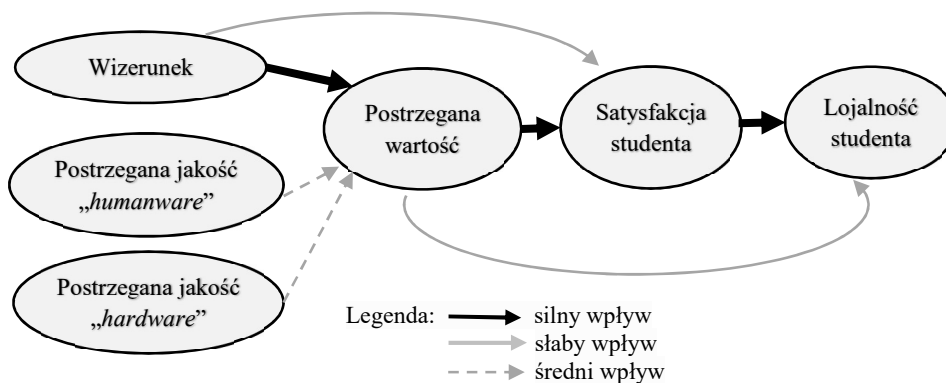 Wizerunek
Postrzegana
wartość
Satysfakcja
studenta
Lojalność
studenta
Postrzegana jakość
„humanware”
Postrzegana jakość
„hardware”
Legenda: silny wpływ
słaby wpływ
średni wpływ